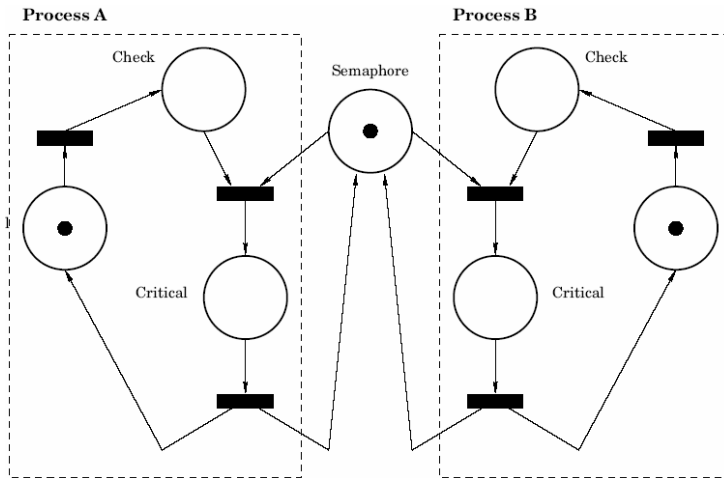 Process A
Process B
Check
Semaphore
Check
Critical
Critical